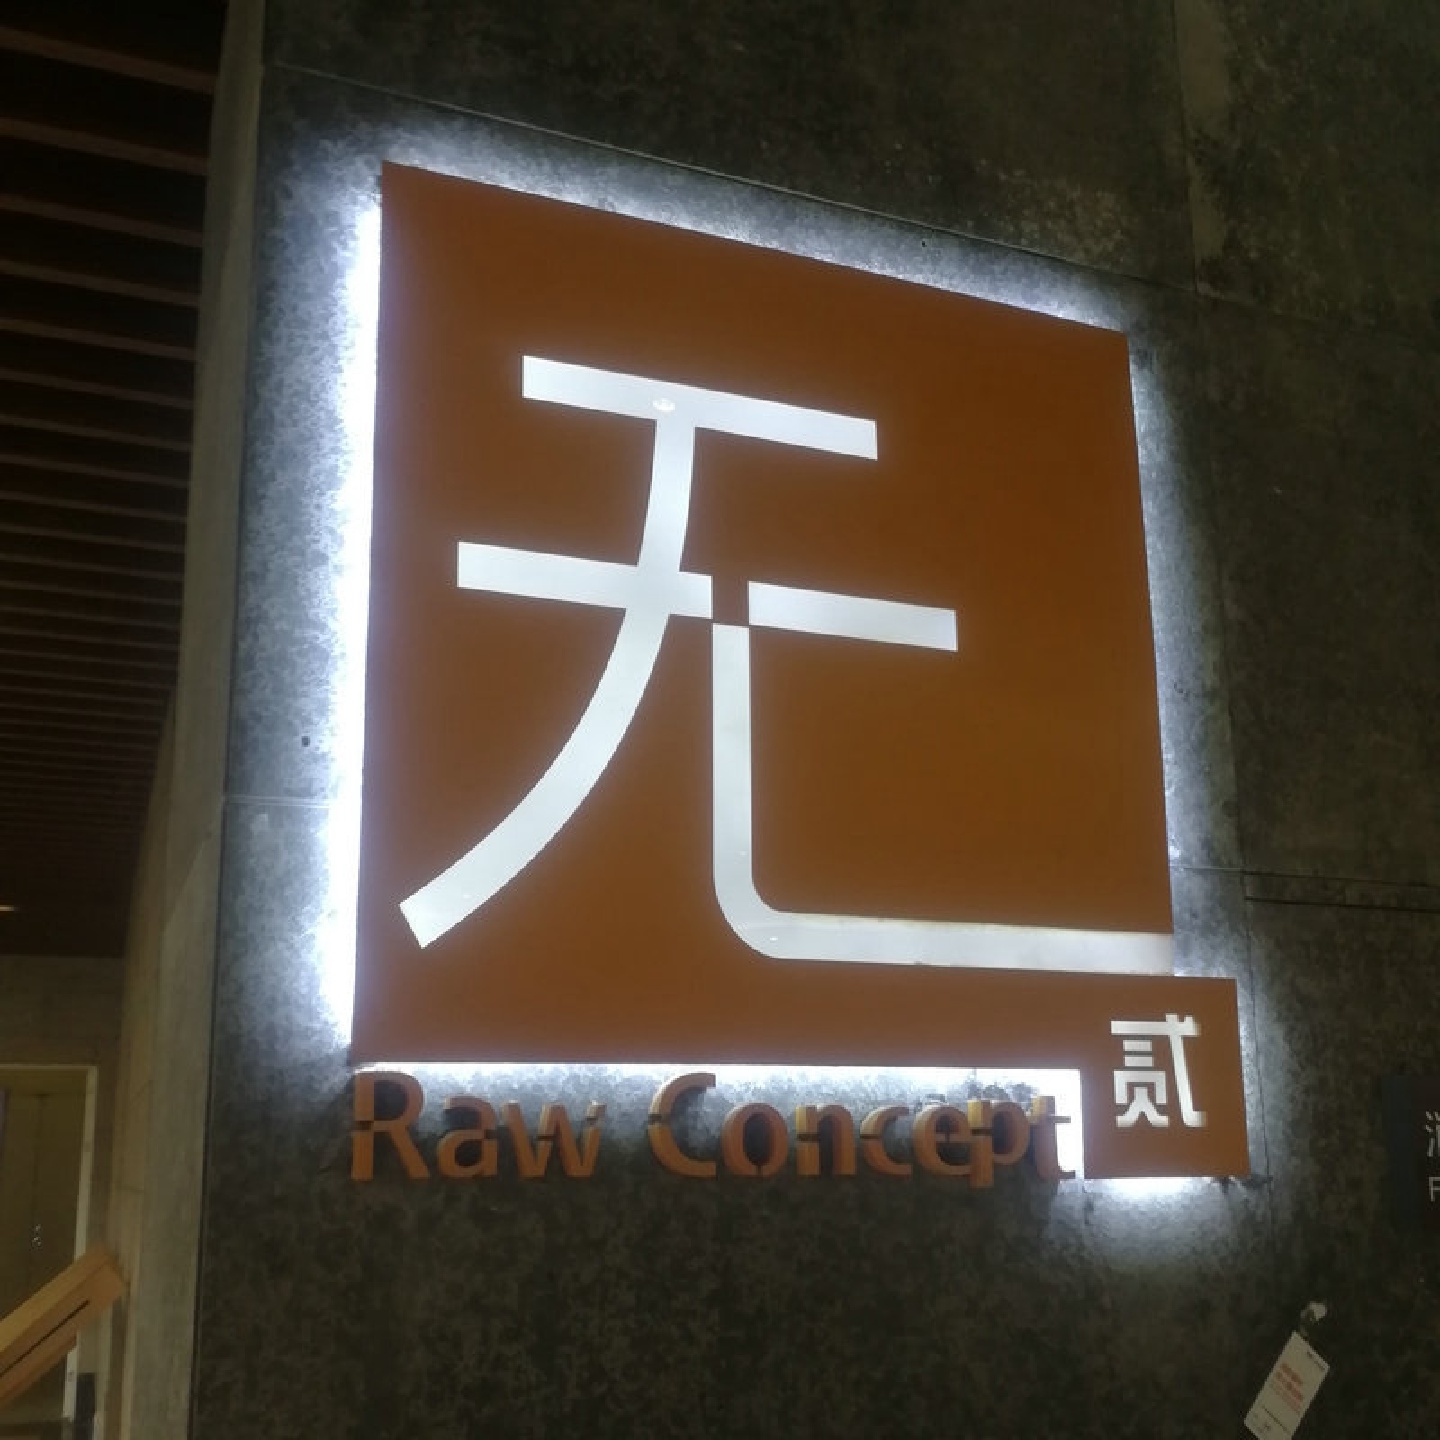 无
贰
Raw Concept